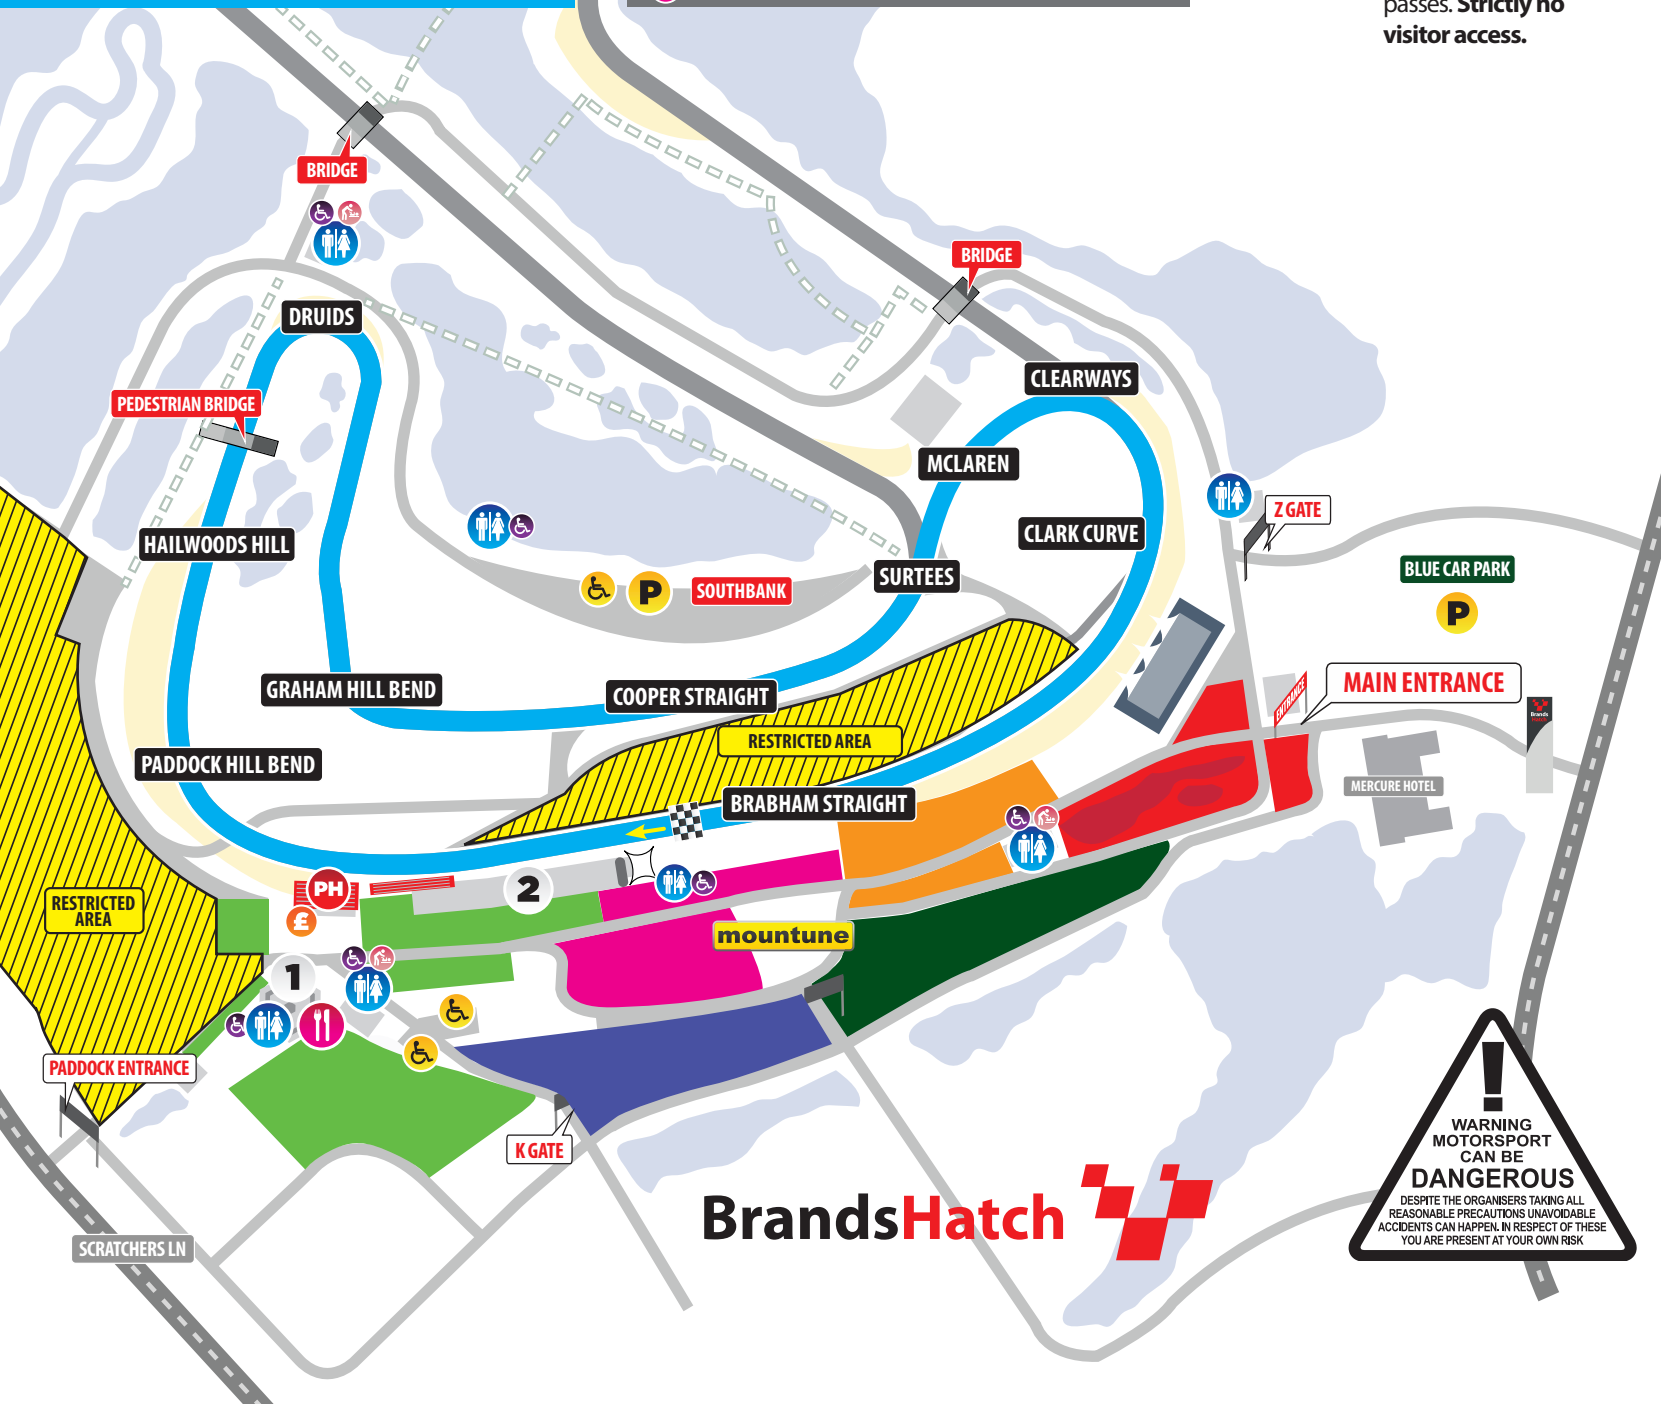 passes. Strictly no
visitor access.
BRIDGE
BRIDGE
DRUIDS
CLEARWAYS
PEDESTRIAN BRIDGE
MCLAREN
Z GATE
HAILWOODS HILL
CLARK CURVE
BLUE CAR PARK
SURTEES
P
SOUTHBANK
P
MAIN ENTRANCE
ENTRANCE
GRAHAM HILL BEND
COOPER STRAIGHT
Brands
Hatch
RESTRICTED AREA
PADDOCK HILL BEND
MERCURE HOTEL
BRABHAM STRAIGHT
PH
2
RESTRICTED
AREA
£
mountune
1
PADDOCK ENTRANCE
K GATE
BrandsHatch
SCRATCHERS LN
!
WARNING
MOTORSPORT
CAN BE
DANGEROUS
DESPITE THE ORGANISERS TAKING ALL
REASONABLE PRECAUTIONS UNAVOIDABLE
ACCIDENTS CAN HAPPEN. IN RESPECT OF THESE
YOU ARE PRESENT AT YOUR OWN RISK